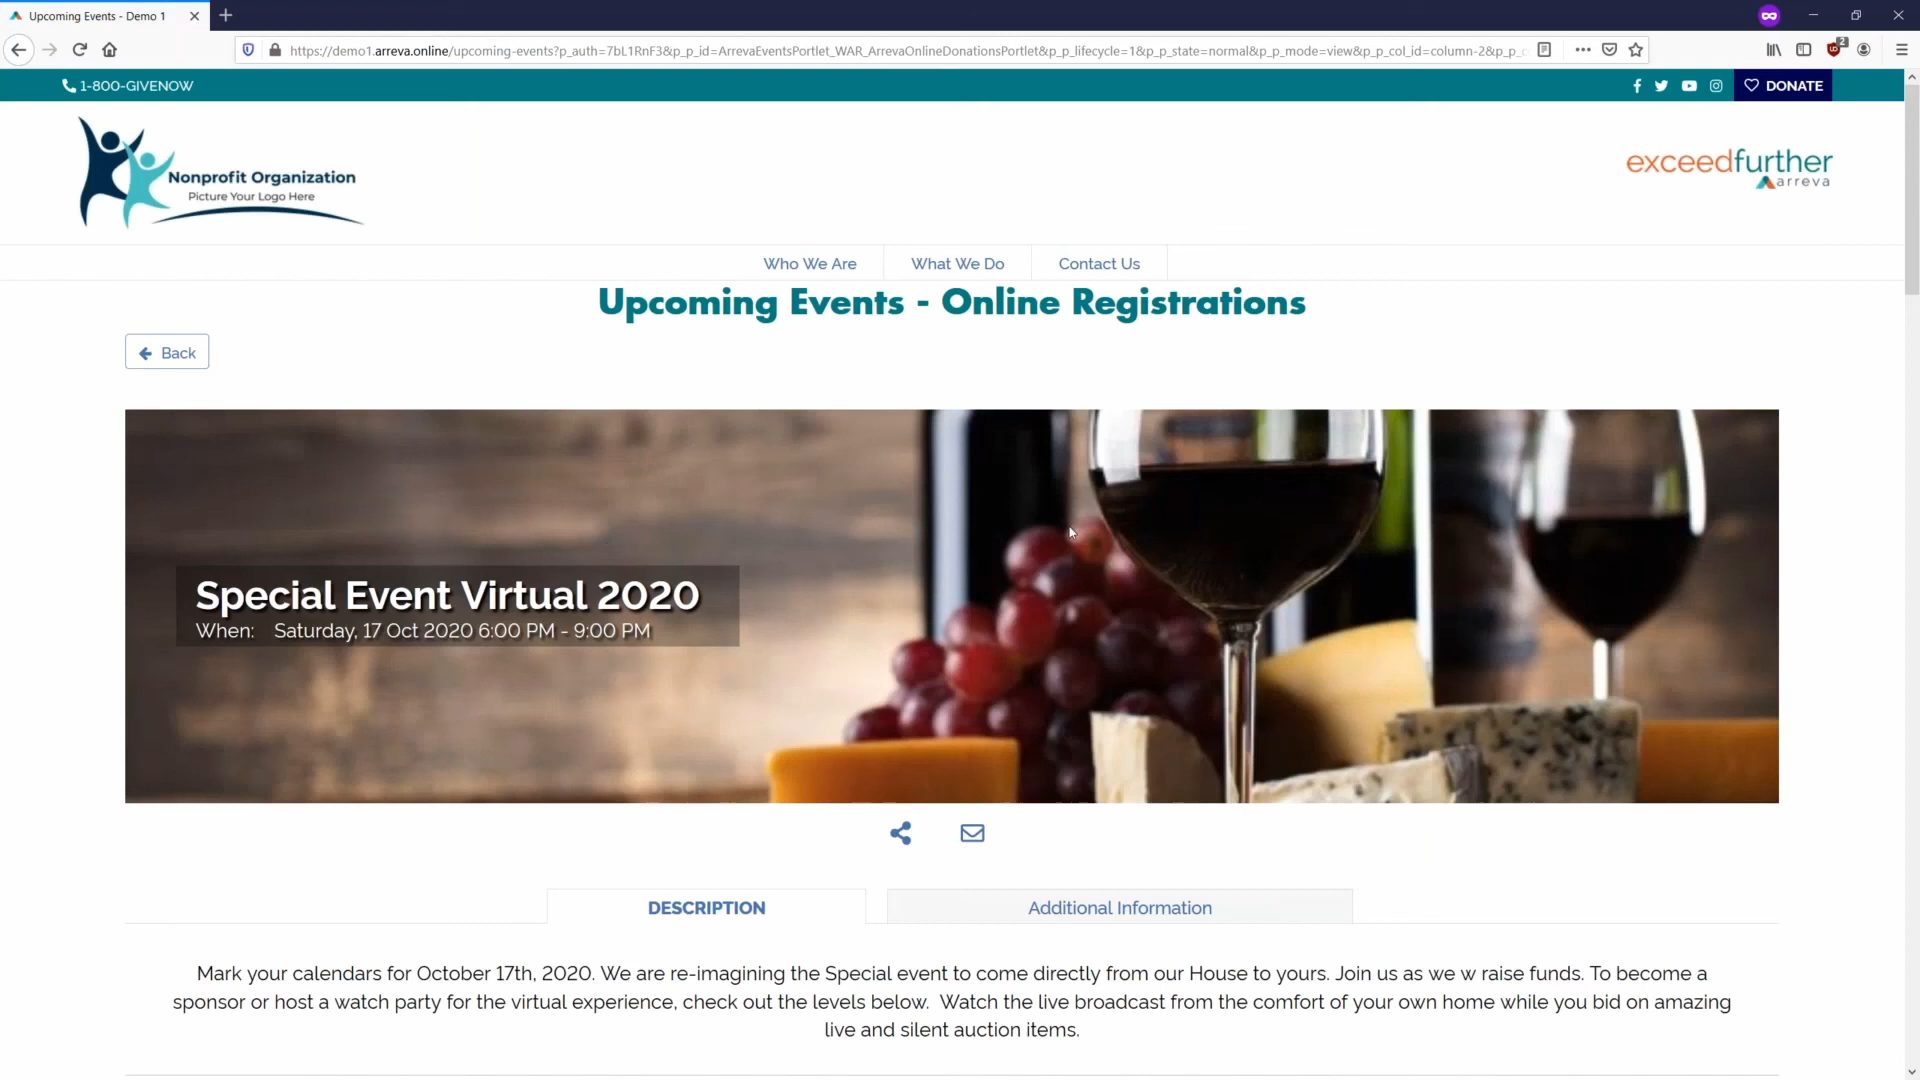 Upcoming Events - Demo 1
https://demo1.arreva.online/upcoming-events?p_auth=7bL1RnF3&p_p_id=ArrevaEventsPortlet_WAR_ArrevaOnlineDonationsPortlet&p_p_lifecycle=1&p_p_state=normal&p_p_mode=view&p_p_col_id=column-2&p_p_
2
1-800-GIVENOW
DONATE
Nonprofit Organization
Picture Your Logo Here
exceedfurther
arreva
Who We Are
What We Do
Contact Us
Upcoming Events - Online Registrations
Back
Special Event Virtual 2020
When: Saturday, 17 Oct 2020 6:00 PM - 9:00 PM
DESCRIPTION
Additional Information
Mark your calendars for October 17th, 2020. We are re-imagining the Special event to come directly from our House to yours. Join us as we w raise funds. To become a
sponsor or host a watch party for the virtual experience, check out the levels below. Watch the live broadcast from the comfort of your own home while you bid on amazing
live and silent auction items.